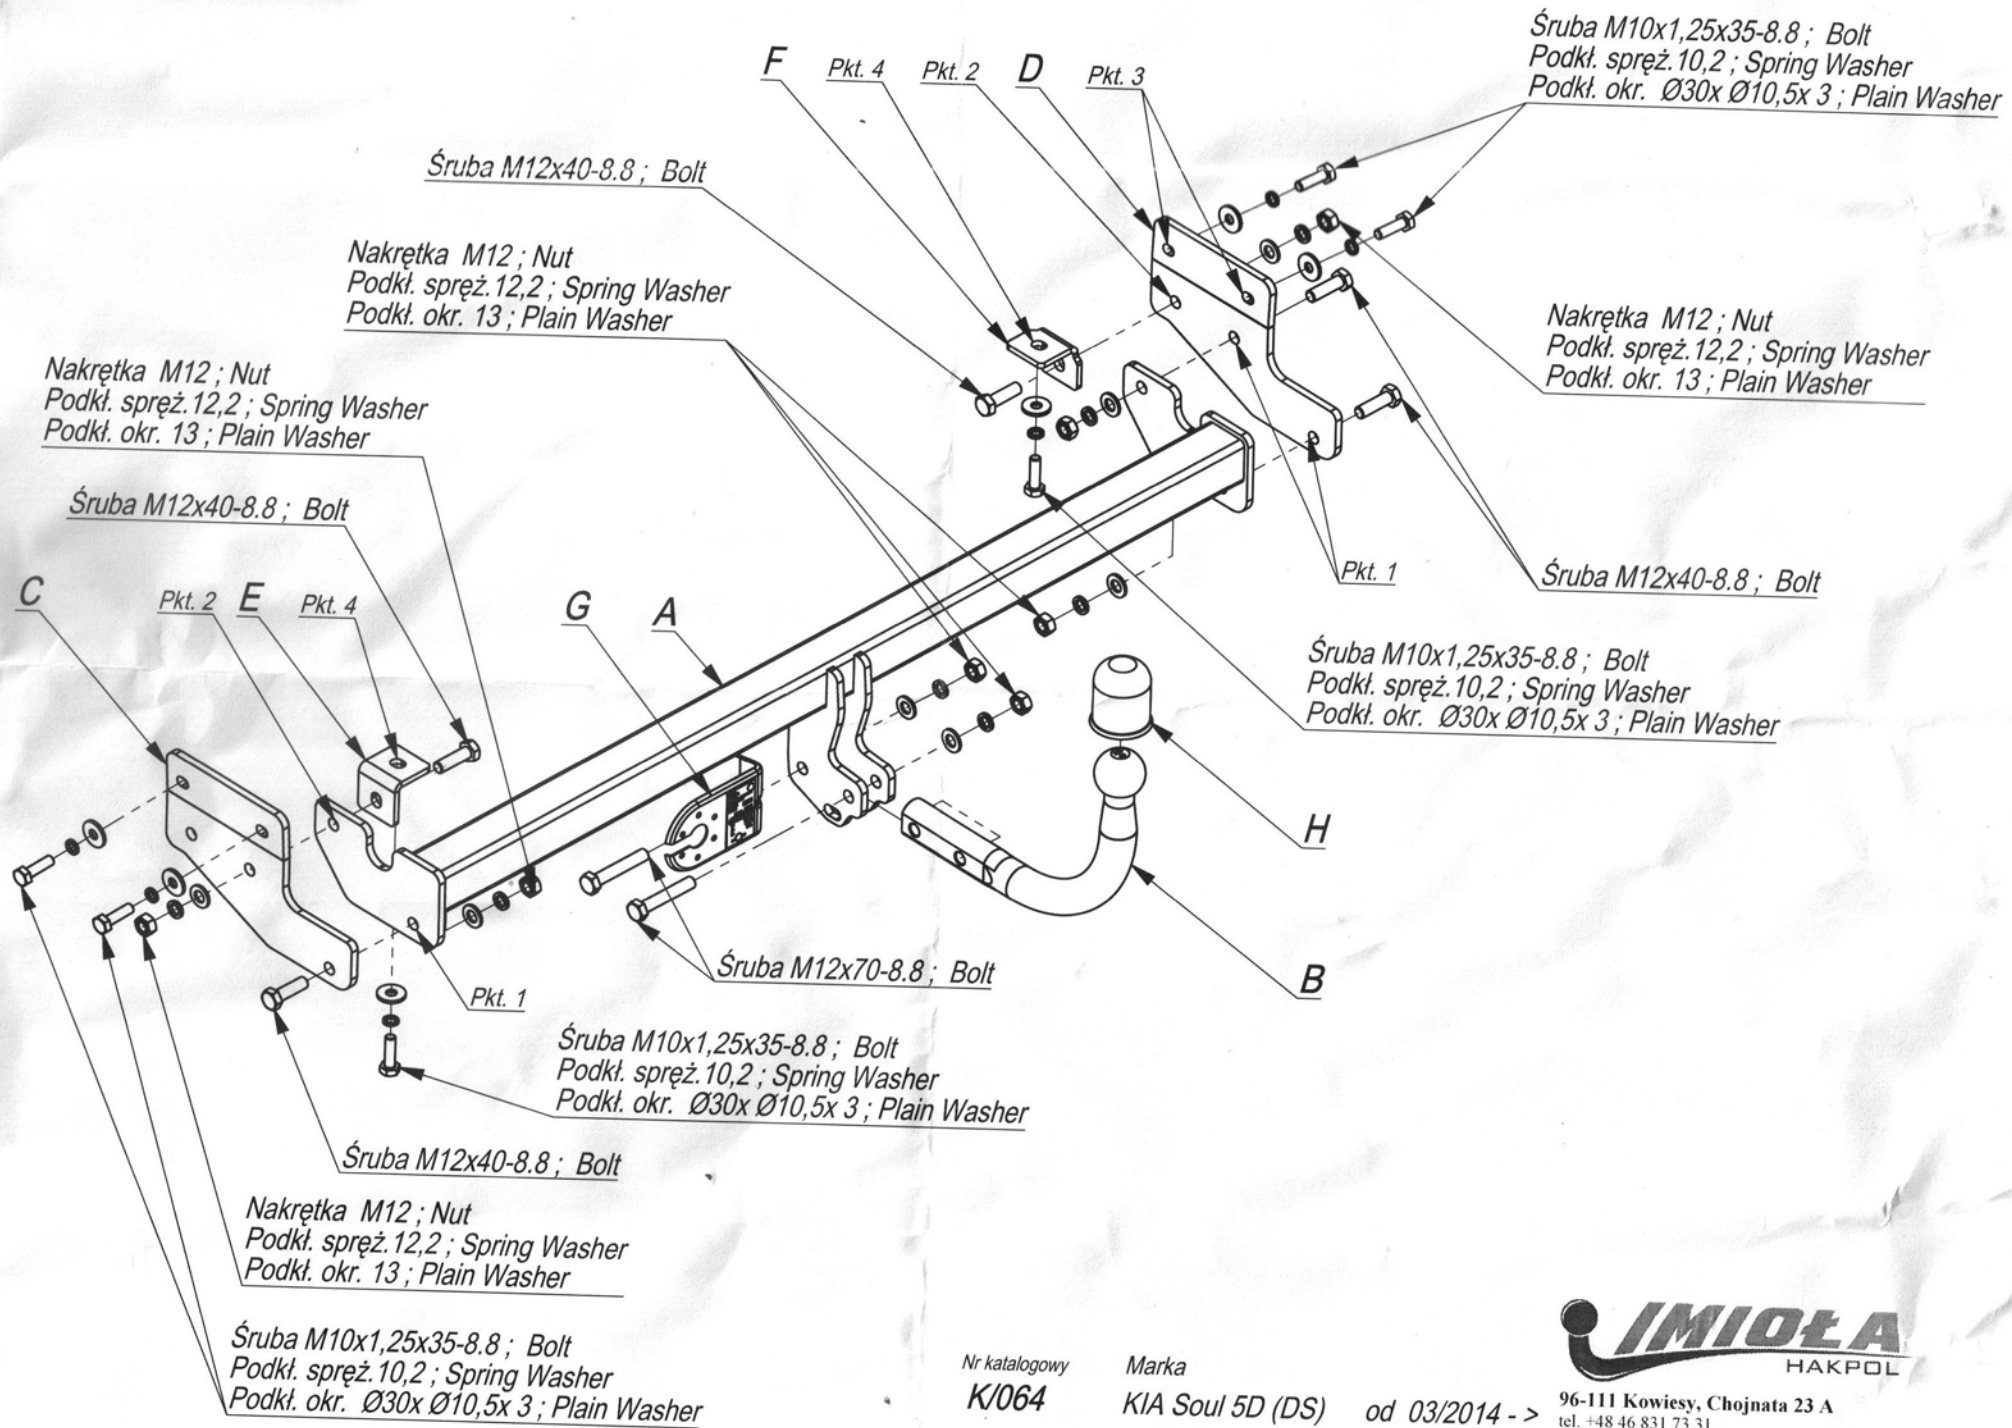 Śruba M10x1,25x35-8.8 ; Bolt
Podkł. spręż.10,2 ; Spring Washer
Podkł. okr. Ø30x Ø10,5x 3 ; Plain Washer
F
Pkt. 4
Pkt. 2
D
Pkt. 3
Śruba M12x40-8.8 ; Bolt
Nakrętka M12 ; Nut
Podkł. spręż.12,2 ; Spring Washer
Podkł. okr. 13 ; Plain Washer
Nakrętka M12 ; Nut
Podkł. spręż.12,2 ; Spring Washer
Podkł. okr. 13 ; Plain Washer
Nakrętka M12 ; Nut
Podkł. spręż.12,2 ; Spring Washer
Podkł. okr. 13 ; Plain Washer
Śruba M12x40-8.8 ; Bolt
Pkt. 1
Śruba M12x40-8.8 ; Bolt
C
Pkt. 2
E
Pkt. 4
G
A
Śruba M10x1,25x35-8.8 ; Bolt
Podkł. spręż.10,2 ; Spring Washer
Podkł. okr. Ø30x Ø10,5x 3 ; Plain Washer
H
B
Śruba M12x70-8.8 ; Bolt
Pkt. 1
Śruba M10x1,25x35-8.8 ; Bolt
Podkł. spręż.10,2 ; Spring Washer
Podkł. okr. Ø30x Ø10,5x 3 ; Plain Washer
Śruba M12x40-8.8 ; Bolt
Nakrętka M12 ; Nut
Podkł. spręż.12,2 ; Spring Washer
Podkł. okr. 13 ; Plain Washer
Śruba M10x1,25x35-8.8 ; Bolt
Podkł. spręż.10,2 ; Spring Washer
Podkł. okr. Ø30x Ø10,5x 3 ; Plain Washer
Nr katalogowy
K/064
Marka
KIA Soul 5D (DS) od 03/2014 - >
IMIOŁA
HAKPOL
96-111 Kowiesy, Chojnata 23 A
tel. +48 46 831 73 31